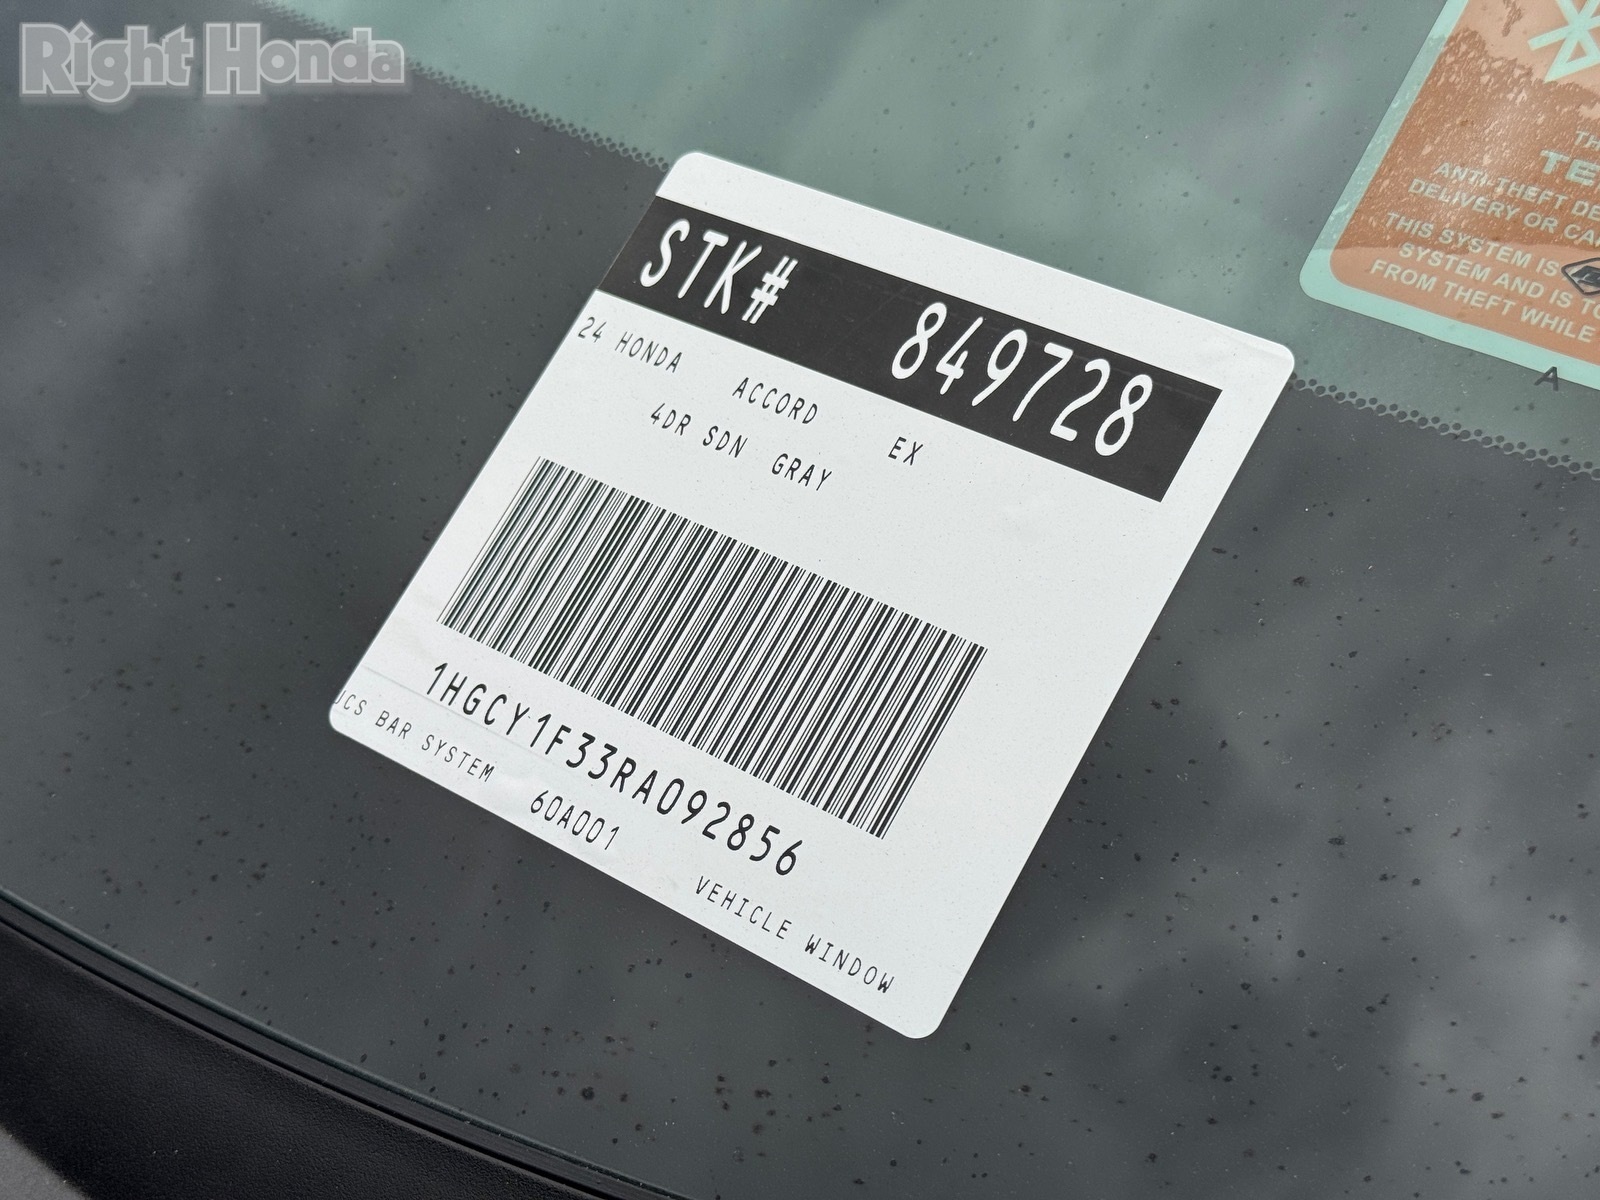 Right Honda
STK# 849728
24 HONDA ACCORD EX
4DR SDN GRAY
1HGCY1F33RA092856
UCS BAR SYSTEM 60A001 VEHICLE WINDOW
ANTI-THEFT
DELIVERY OR
THIS SYSTEM IS
SYSTEM AND IS
FROM THEFT WHILE
A